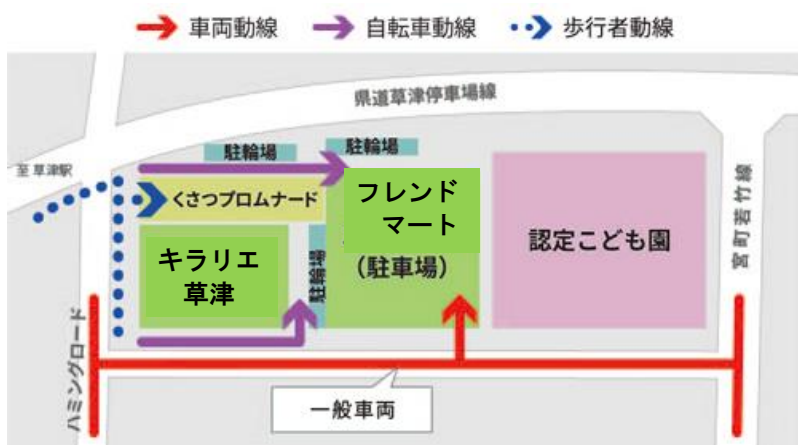 車両動線
自転車動線
歩行者動線
県道草津停車場線
至 草津駅
駐輪場
駐輪場
くさつプロムナード
フレンド
マート
(駐車場)
キラリエ
草津
駐輪場
認定こども園
宮町若竹線
ハミングロード
一般車両